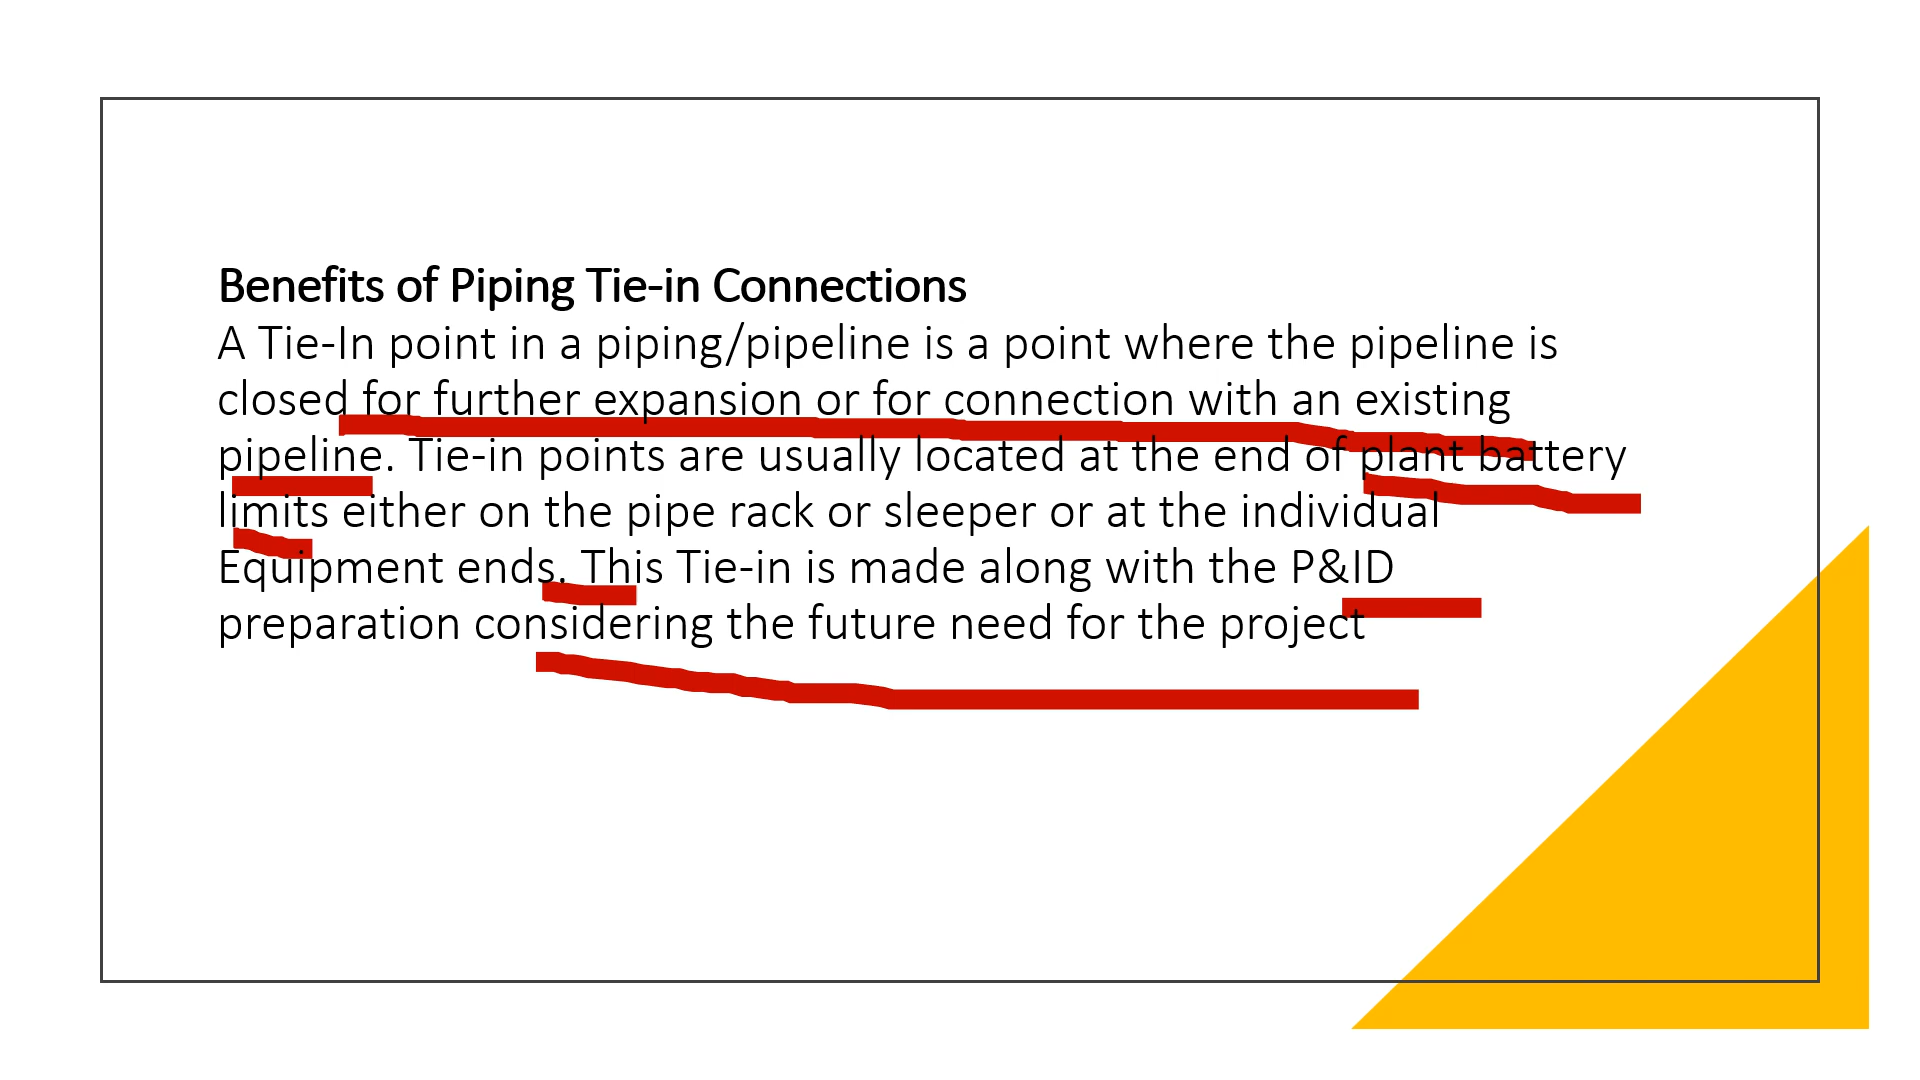 Benefits of Piping Tie-in Connections
A Tie-In point in a piping/pipeline is a point where the pipeline is
closed for further expansion or for connection with an existing
pipeline. Tie-in points are usually located at the end of plant battery
limits either on the pipe rack or sleeper or at the individual
Equipment ends. This Tie-in is made along with the P&ID
preparation considering the future need for the project